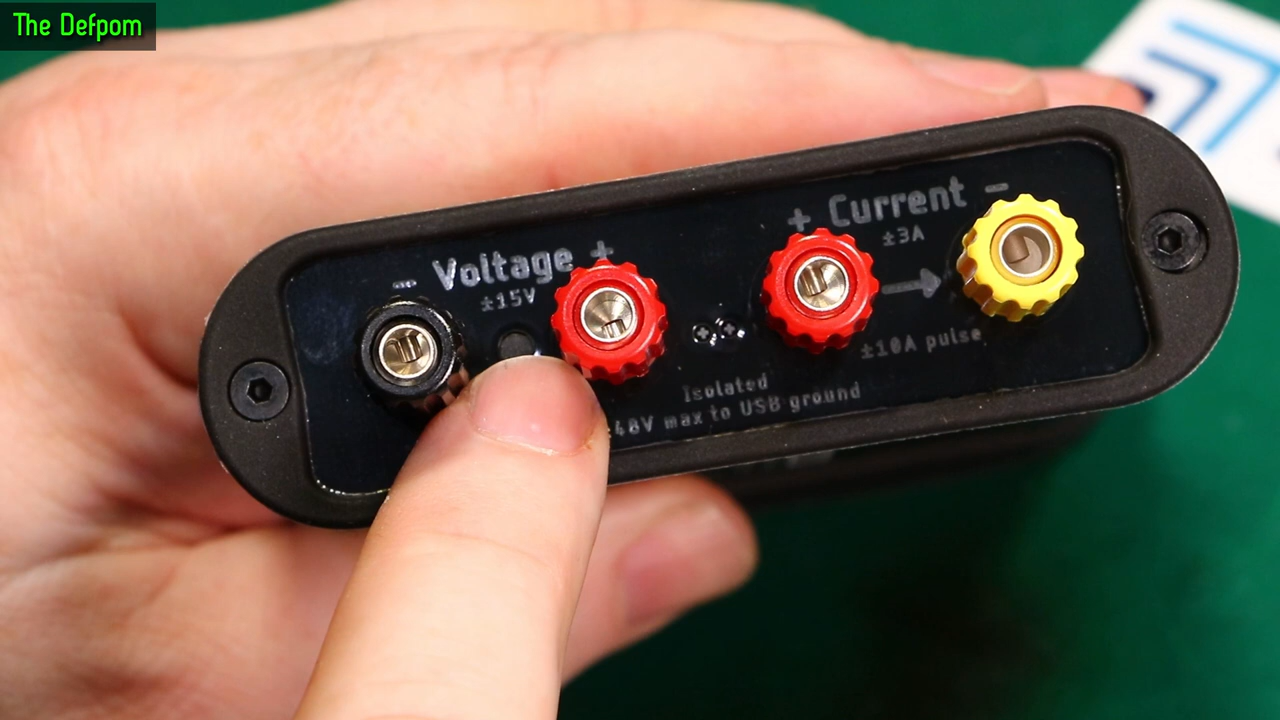 The Defpom
- Voltage +
±15V
+ Current -
±3A
±10A pulse
Isolated
48V max to USB ground